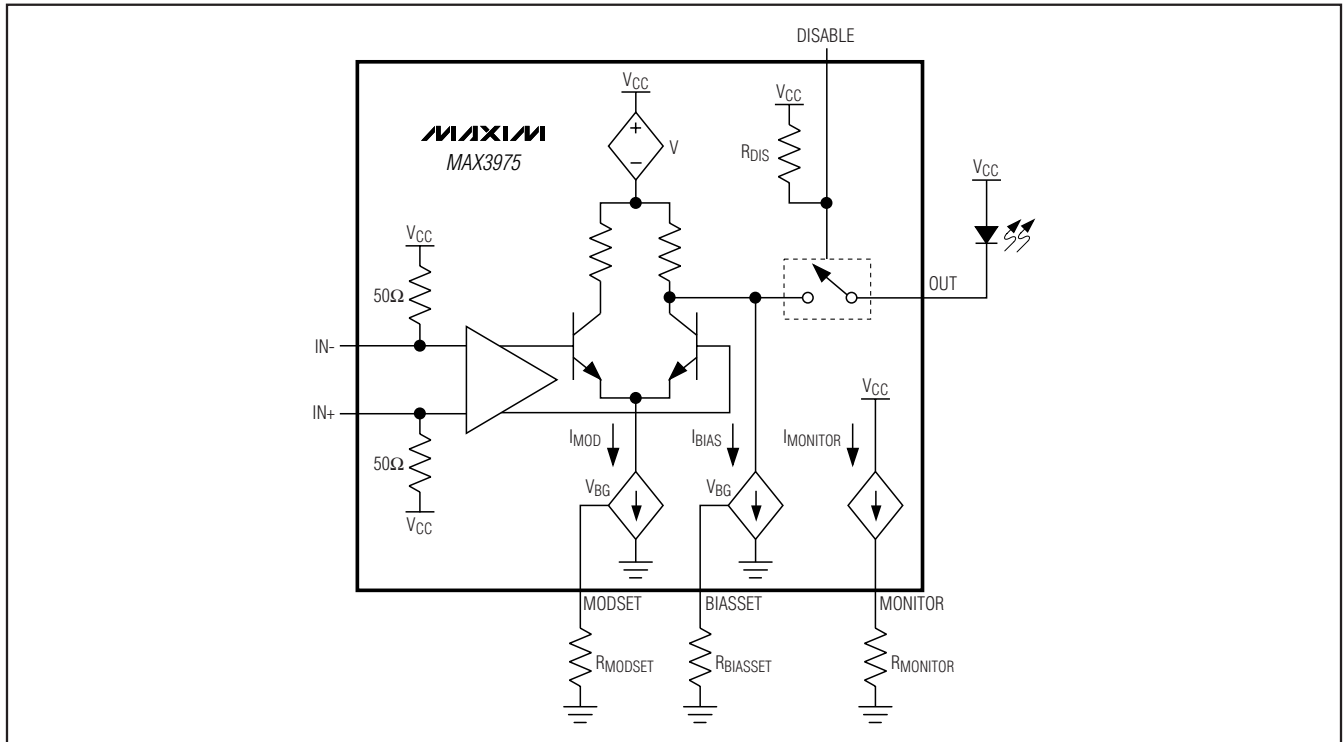 DISABLE
VCC
VCC
MAXIM
MAX3975
+
−
V
RDIS
VCC
VCC
50Ω
OUT
IN-
IN+
VCC
50Ω
IMOD
IBIAS
IMONITOR
VBG
VBG
VCC
MODSET
BIASSET
MONITOR
RMODSET
RBIASSET
RMONITOR